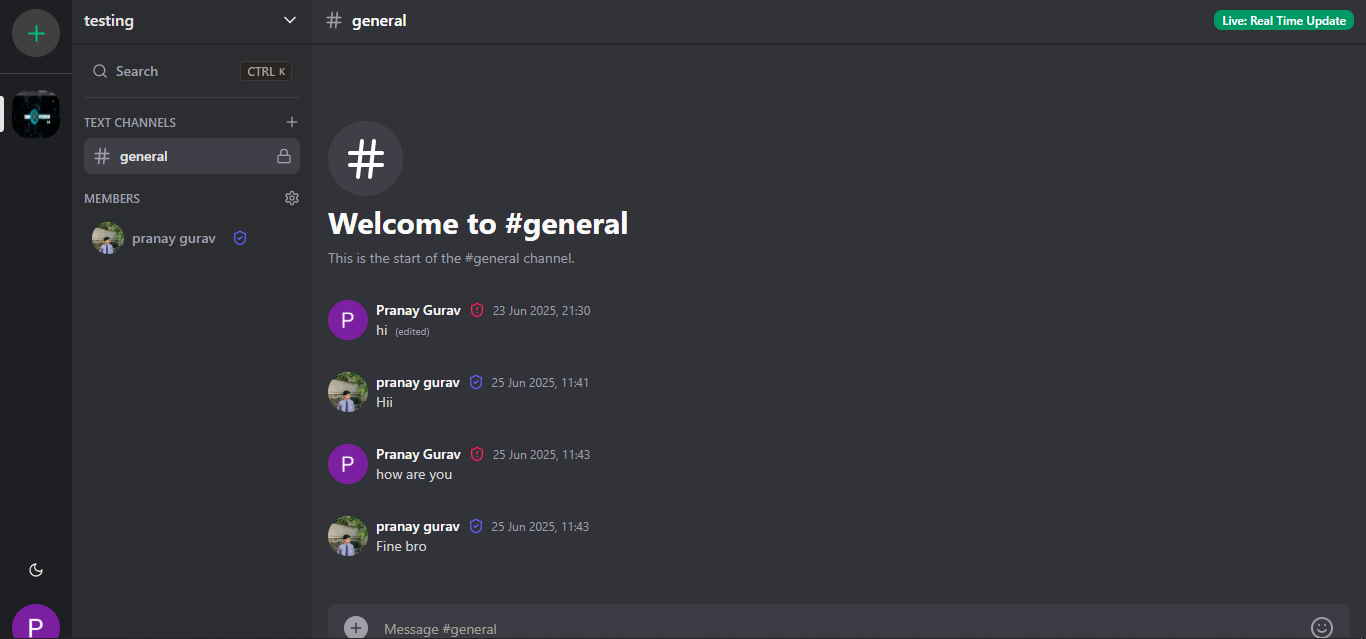 testing
# general
Live: Real Time Update
Search
CTRL K
TEXT CHANNELS
# general
MEMBERS
pranay gurav
#
Welcome to #general
This is the start of the #general channel.
P
Pranay Gurav 23 Jun 2025, 21:30
hi (edited)
pranay gurav 25 Jun 2025, 11:41
Hii
P
Pranay Gurav 25 Jun 2025, 11:43
how are you
pranay gurav 25 Jun 2025, 11:43
Fine bro
P
Message #general